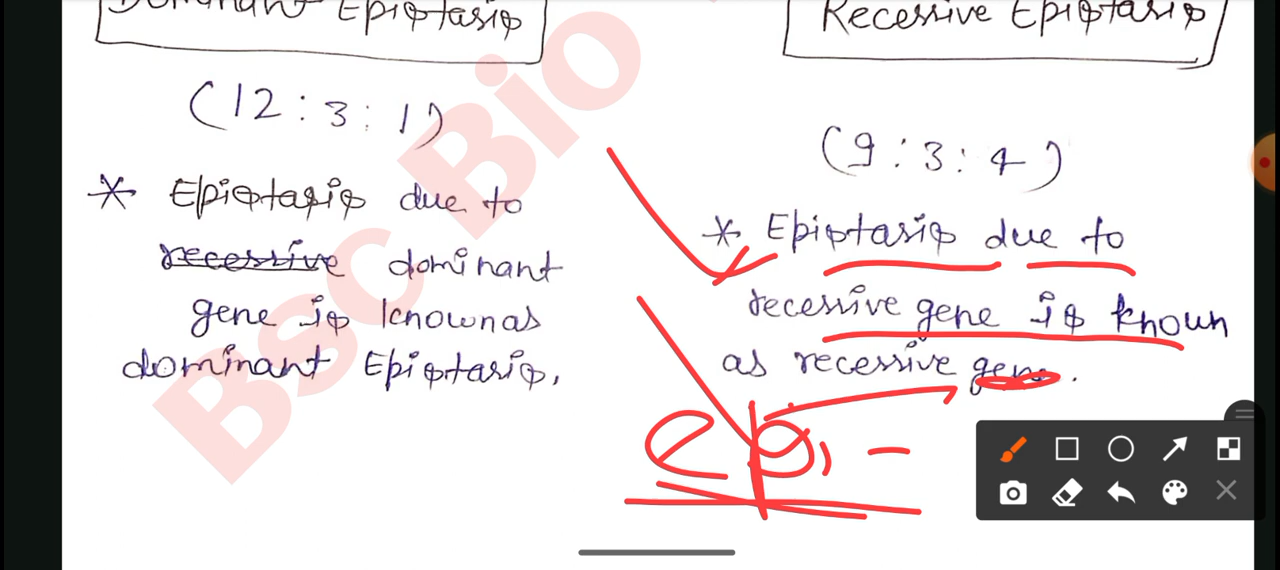 Dominant Epistasis
(12:3:1)
* Epistasis due to
recessive dominant
gene is known as
dominant Epistasis.
Recessive Epistasis
(9:3:4)
* Epistasis due to
recessive gene is known
as recessive gene.
epi -
BSc Bio